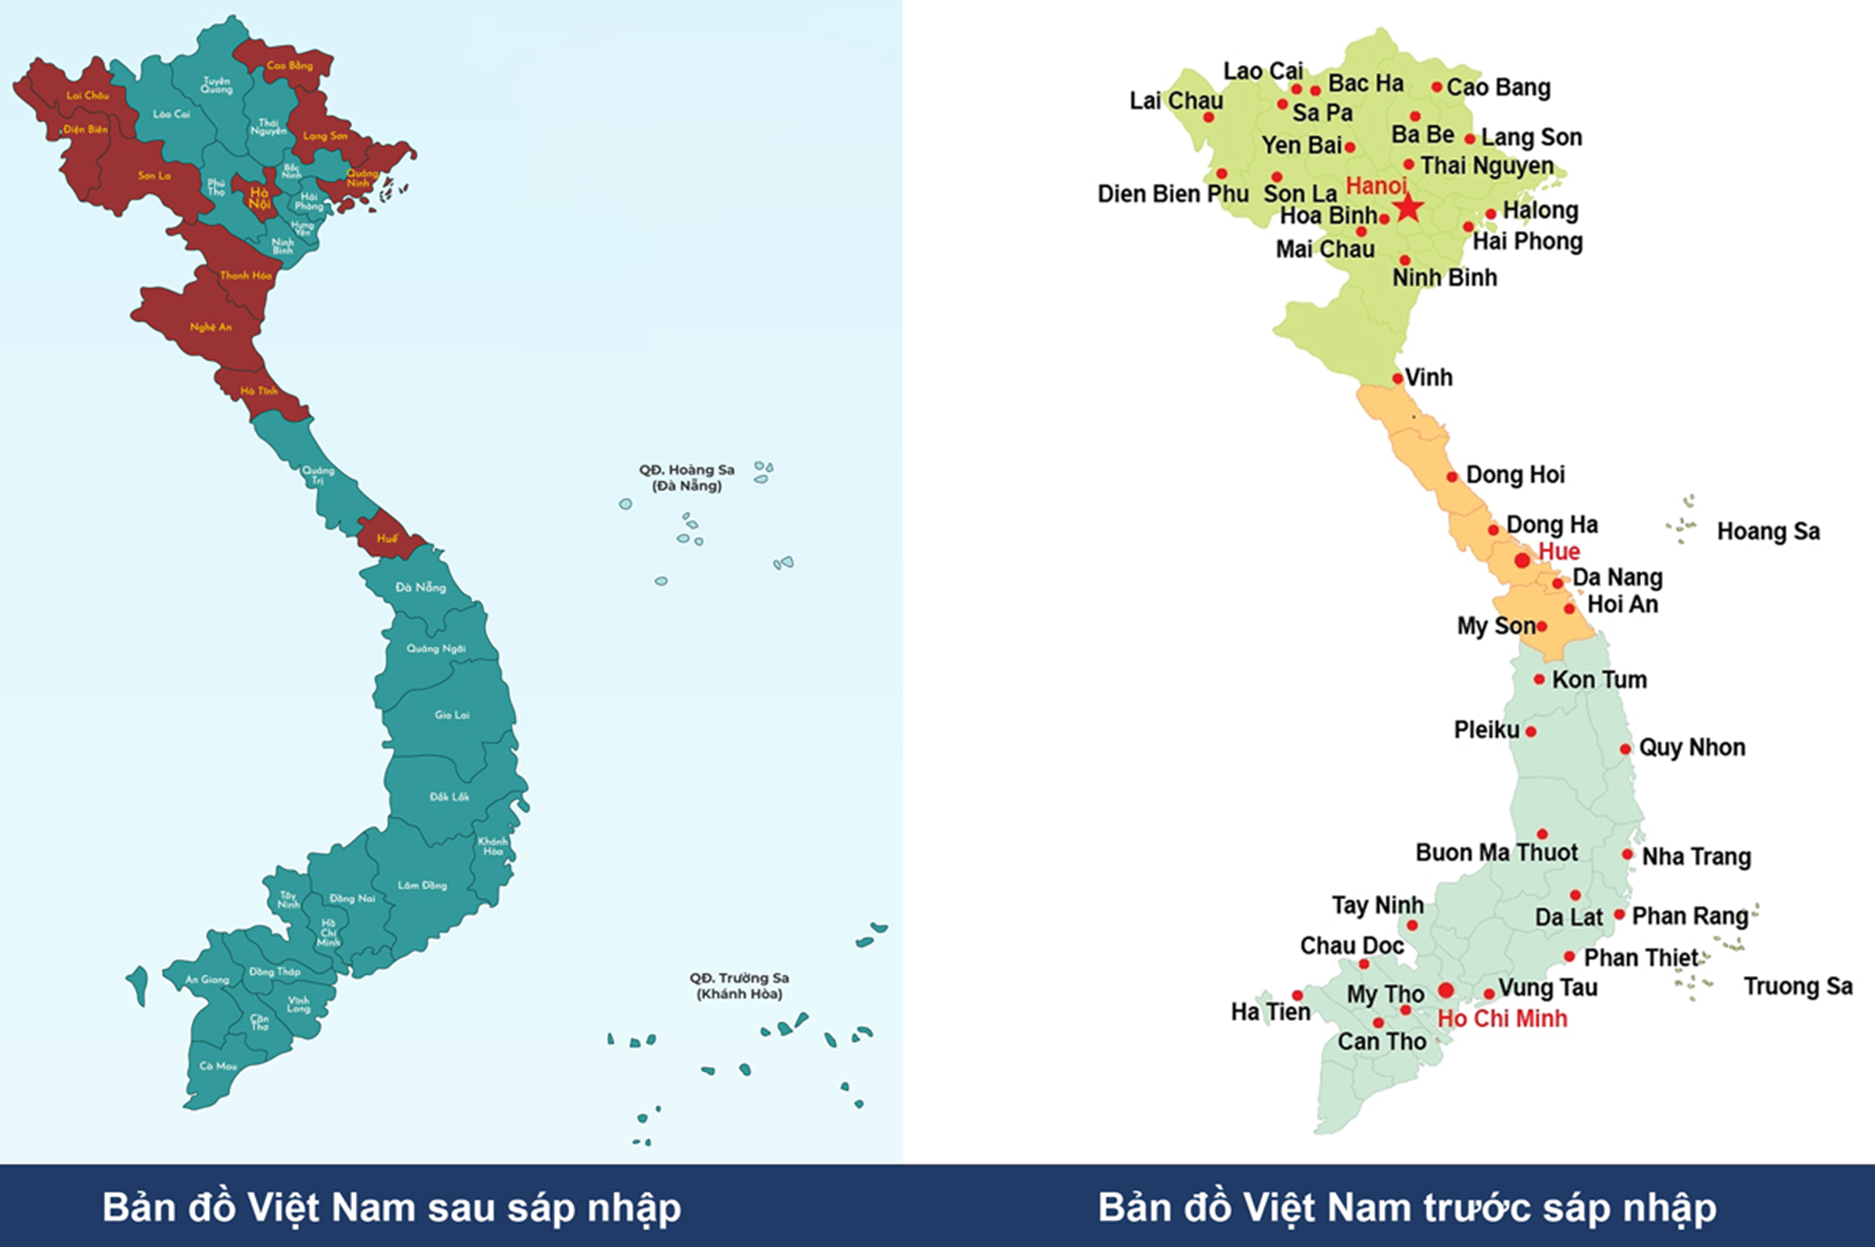 Cao Bằng
Tuyên
Quang
Lai Châu
Lào Cai
Thái
Nguyên
Điện Biên
Lạng Sơn
Sơn La
Phú
Thọ
Hà
Nội
Bắc
Ninh
Quảng
Ninh
Hải
Phòng
Hưng
Yên
Ninh
Bình
Thanh Hóa
Nghệ An
Hà Tĩnh
Quảng
Trị
QĐ. Hoàng Sa
(Đà Nẵng)
Huế
Đà Nẵng
Quảng Ngãi
Gia Lai
Đắk Lắk
Khánh
Hòa
Lâm Đồng
Đồng Nai
Tây
Ninh
Hồ
Chí
Minh
An Giang
Đồng Tháp
Vĩnh
Long
Cần
Thơ
Cà Mau
QĐ. Trường Sa
(Khánh Hòa)
Bản đồ Việt Nam sau sáp nhập
Lao Cai
Bac Ha
Cao Bang
Lai Chau
Sa Pa
Ba Be
Lang Son
Yen Bai
Thai Nguyen
Dien Bien Phu
Son La
Hanoi
Hoa Binh
Halong
Mai Chau
Hai Phong
Ninh Binh
Vinh
Dong Hoi
Dong Ha
Hoang Sa
Hue
Da Nang
Hoi An
My Son
Kon Tum
Pleiku
Quy Nhon
Buon Ma Thuot
Nha Trang
Tay Ninh
Da Lat
Phan Rang
Chau Doc
Phan Thiet
Truong Sa
Ha Tien
My Tho
Vung Tau
Ho Chi Minh
Can Tho
Bản đồ Việt Nam trước sáp nhập